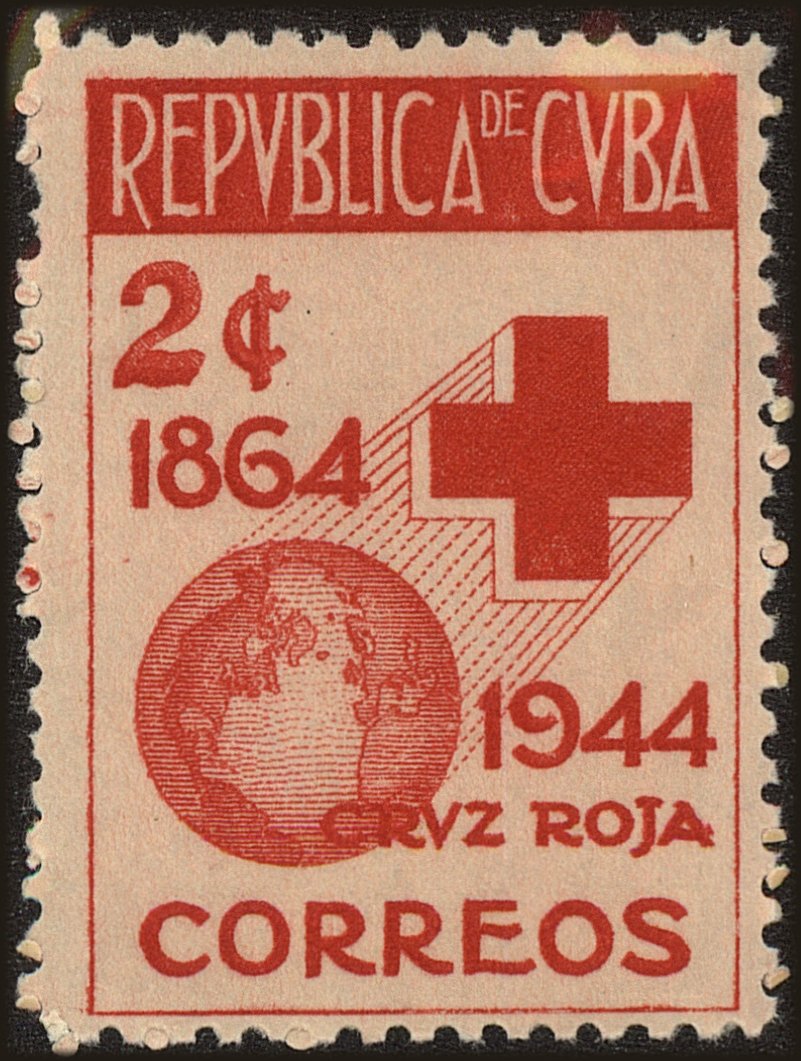 REPVBLICA DE CVBA
2¢
1864
1944
CRVZ ROJA
CORREOS